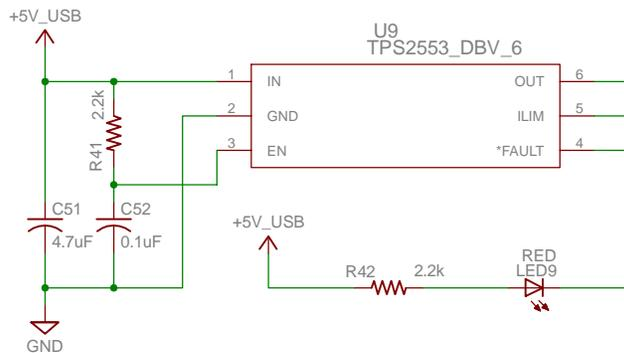 +5V_USB
U9
TPS2553_DBV_6
1 IN OUT 6
2 GND ILIM 5
3 EN *FAULT 4
2.2k
R41
C51
4.7uF
C52
0.1uF
+5V_USB
R42 2.2k
RED
LED9
GND